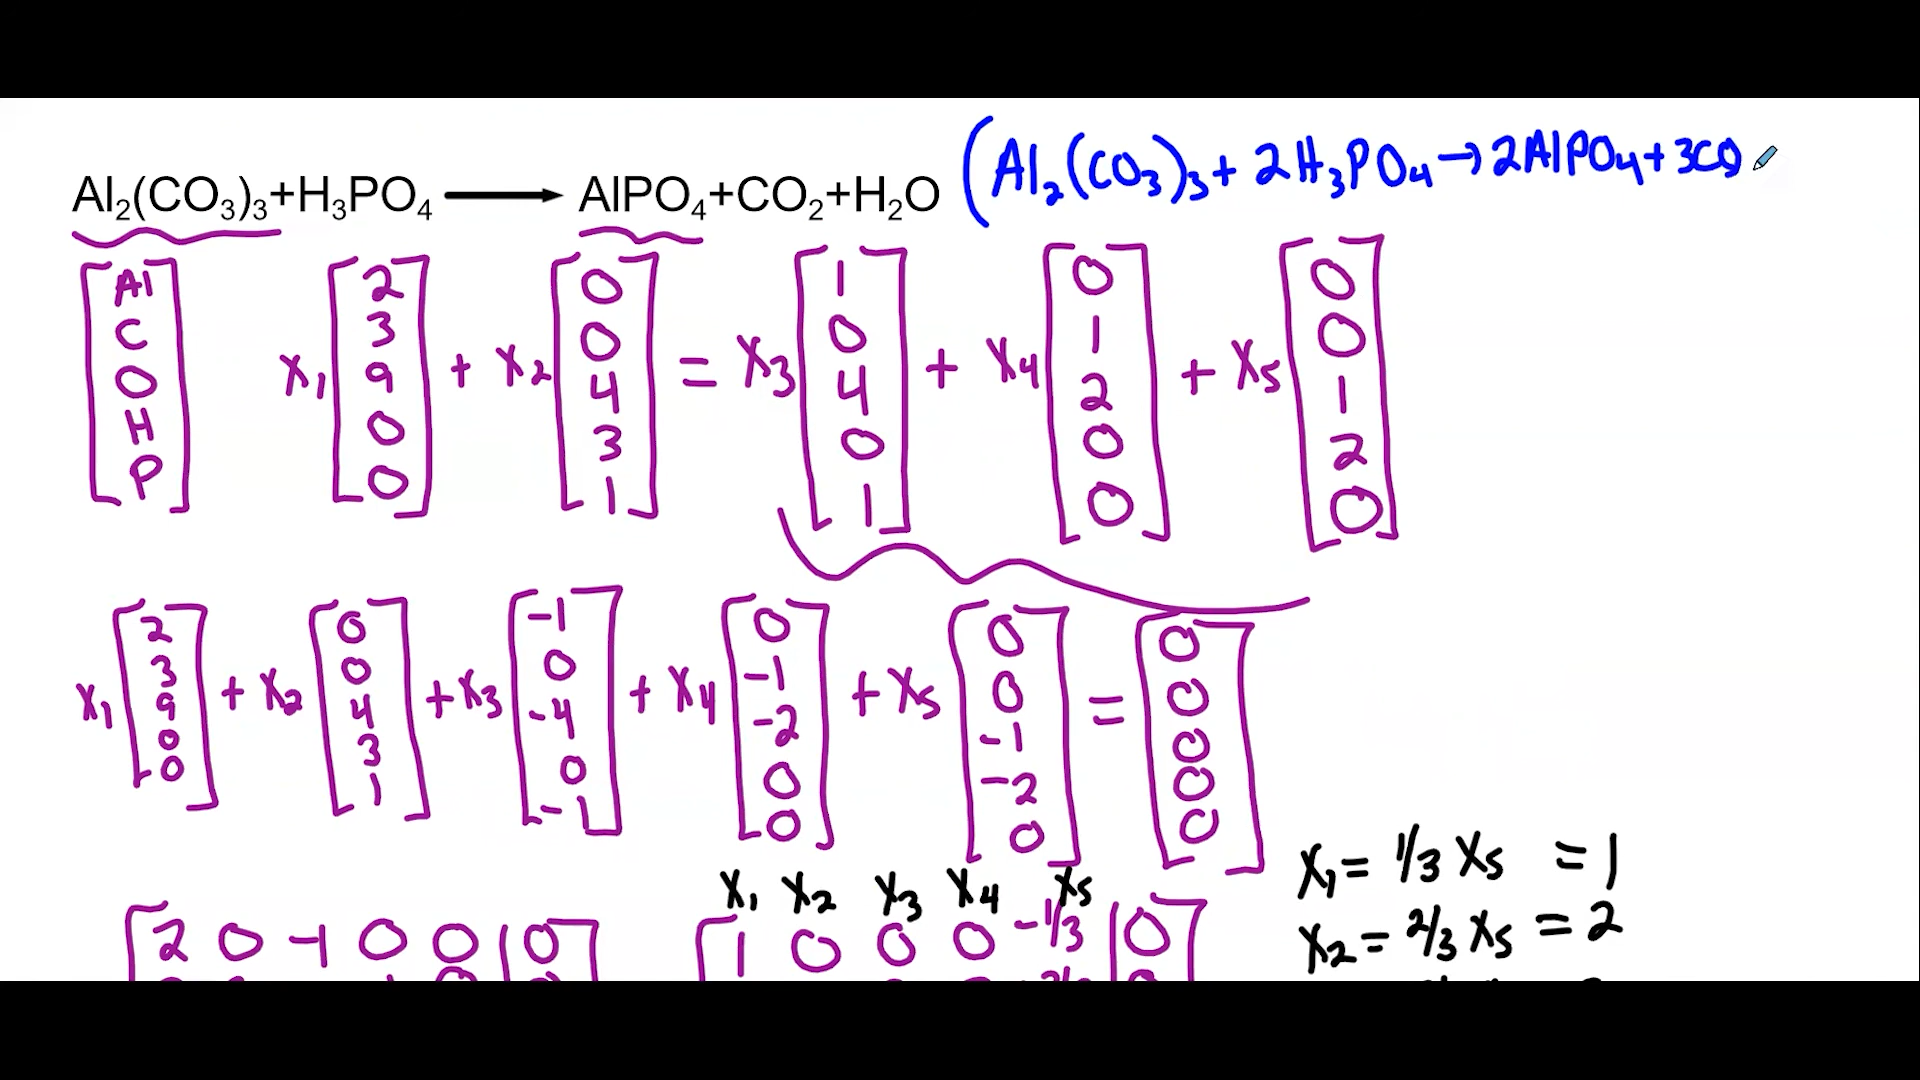 Al₂(CO₃)₃+H₃PO₄ ⟶ AlPO₄+CO₂+H₂O (Al₂(CO₃)₃ + 2H₃PO₄ → 2AlPO₄ + 3CO
[Al C O H P] x₁ [2 3 9 0 0] + x₂ [0 0 4 3 1] = x₃ [1 0 4 0 1] + x₄ [0 1 2 0 0] + x₅ [0 0 1 2 0]
x₁ [2 3 9 0 0] + x₂ [0 0 4 3 1] + x₃ [-1 0 -4 0 -1] + x₄ [0 -1 -2 0 0] + x₅ [0 0 -1 -2 0] = [0 0 0 0 0]
x₁ x₂ x₃ x₄ x₅
[2 0 -1 0 0 | 0]
[1 0 0 0 -1/3 | 0]
x₁ = 1/3 x₅ = 1
x₂ = 2/3 x₅ = 2